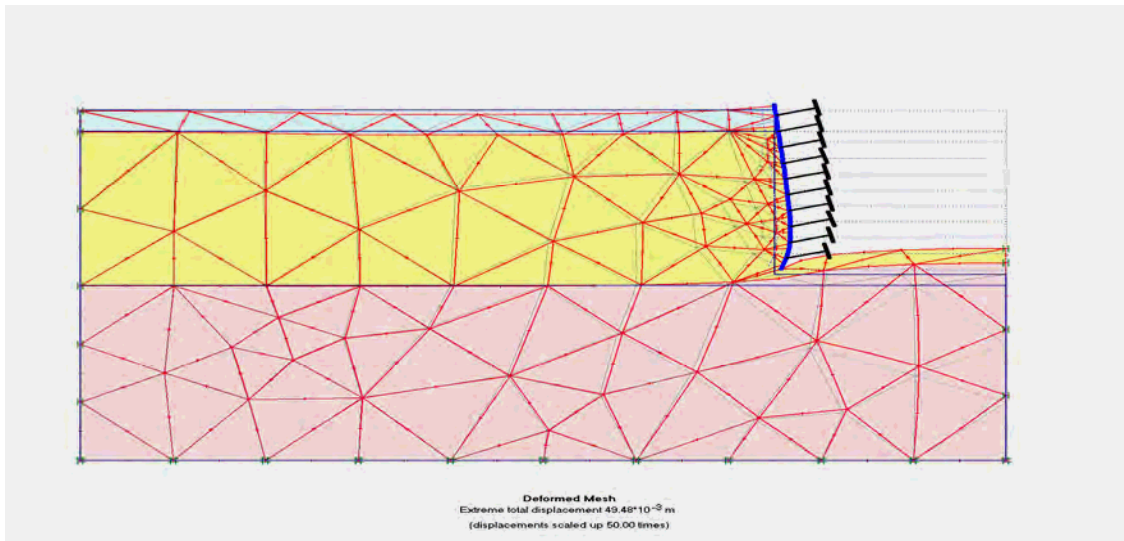 Deformed Mesh
Extreme total displacement 49.48*10-3 m
(displacements scaled up 50.00 times)